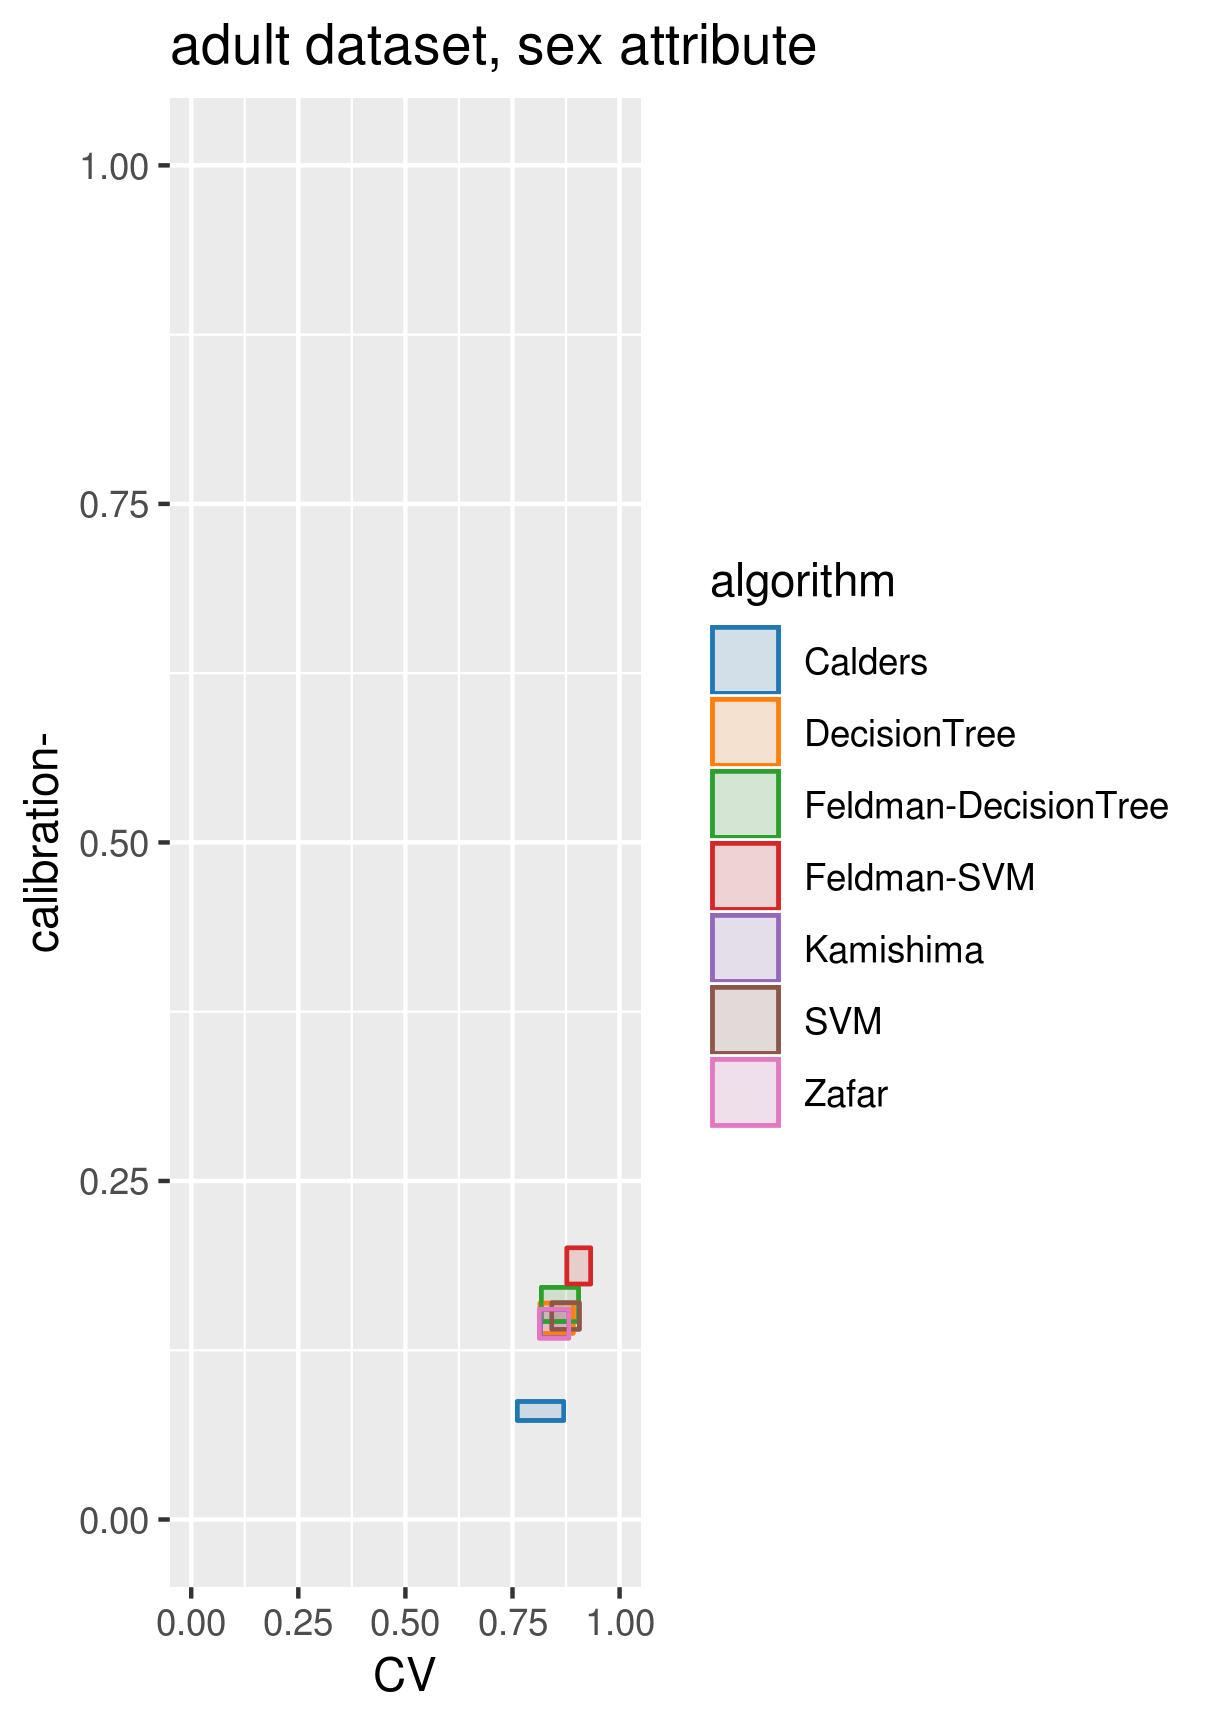 adult dataset, sex attribute
calibration-
1.00
0.75
0.50
0.25
0.00
0.00 0.25 0.50 0.75 1.00
CV
algorithm
Calders
DecisionTree
Feldman-DecisionTree
Feldman-SVM
Kamishima
SVM
Zafar